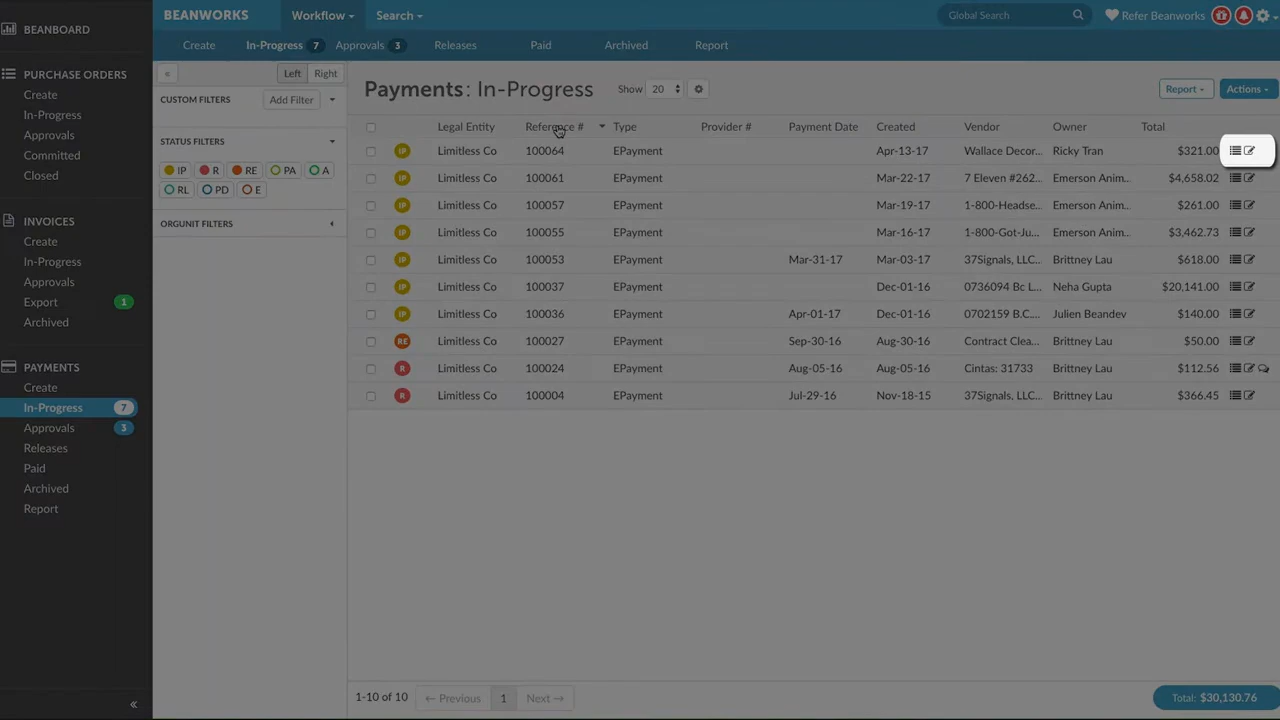 BEANWORKS Workflow Search Global Search Refer Beanworks
Create In-Progress 7 Approvals 3 Releases Paid Archived Report
BEANBOARD
PURCHASE ORDERS
Create
In-Progress
Approvals
Committed
Closed
INVOICES
Create
In-Progress
Approvals
Export 1
Archived
PAYMENTS
Create
In-Progress 7
Approvals 3
Releases
Paid
Archived
Report
«
« Left Right
CUSTOM FILTERS Add Filter
STATUS FILTERS
IP R RE PA A
RL PD E
ORGUNIT FILTERS
Payments: In-Progress Show 20 Report Actions
Legal Entity Reference # Type Provider # Payment Date Created Vendor Owner Total
IP Limitless Co 100064 EPayment Apr-13-17 Wallace Decor... Ricky Tran $321.00
IP Limitless Co 100061 EPayment Mar-22-17 7 Eleven #262... Emerson Anim... $4,658.02
IP Limitless Co 100057 EPayment Mar-19-17 1-800-Headse... Emerson Anim... $261.00
IP Limitless Co 100055 EPayment Mar-16-17 1-800-Got-Ju... Emerson Anim... $3,462.73
IP Limitless Co 100053 EPayment Mar-31-17 Mar-03-17 37Signals, LLC... Brittney Lau $618.00
IP Limitless Co 100037 EPayment Dec-01-16 0736094 Bc L... Neha Gupta $20,141.00
IP Limitless Co 100036 EPayment Apr-01-17 Dec-01-16 0702159 B.C.... Julien Beandev $140.00
RE Limitless Co 100027 EPayment Sep-30-16 Aug-30-16 Contract Clea... Brittney Lau $50.00
R Limitless Co 100024 EPayment Aug-05-16 Aug-05-16 Cintas: 31733 Brittney Lau $112.56
R Limitless Co 100004 EPayment Jul-29-16 Nov-18-15 37Signals, LLC... Brittney Lau $366.45
1-10 of 10 ← Previous 1 Next → Total: $30,130.76